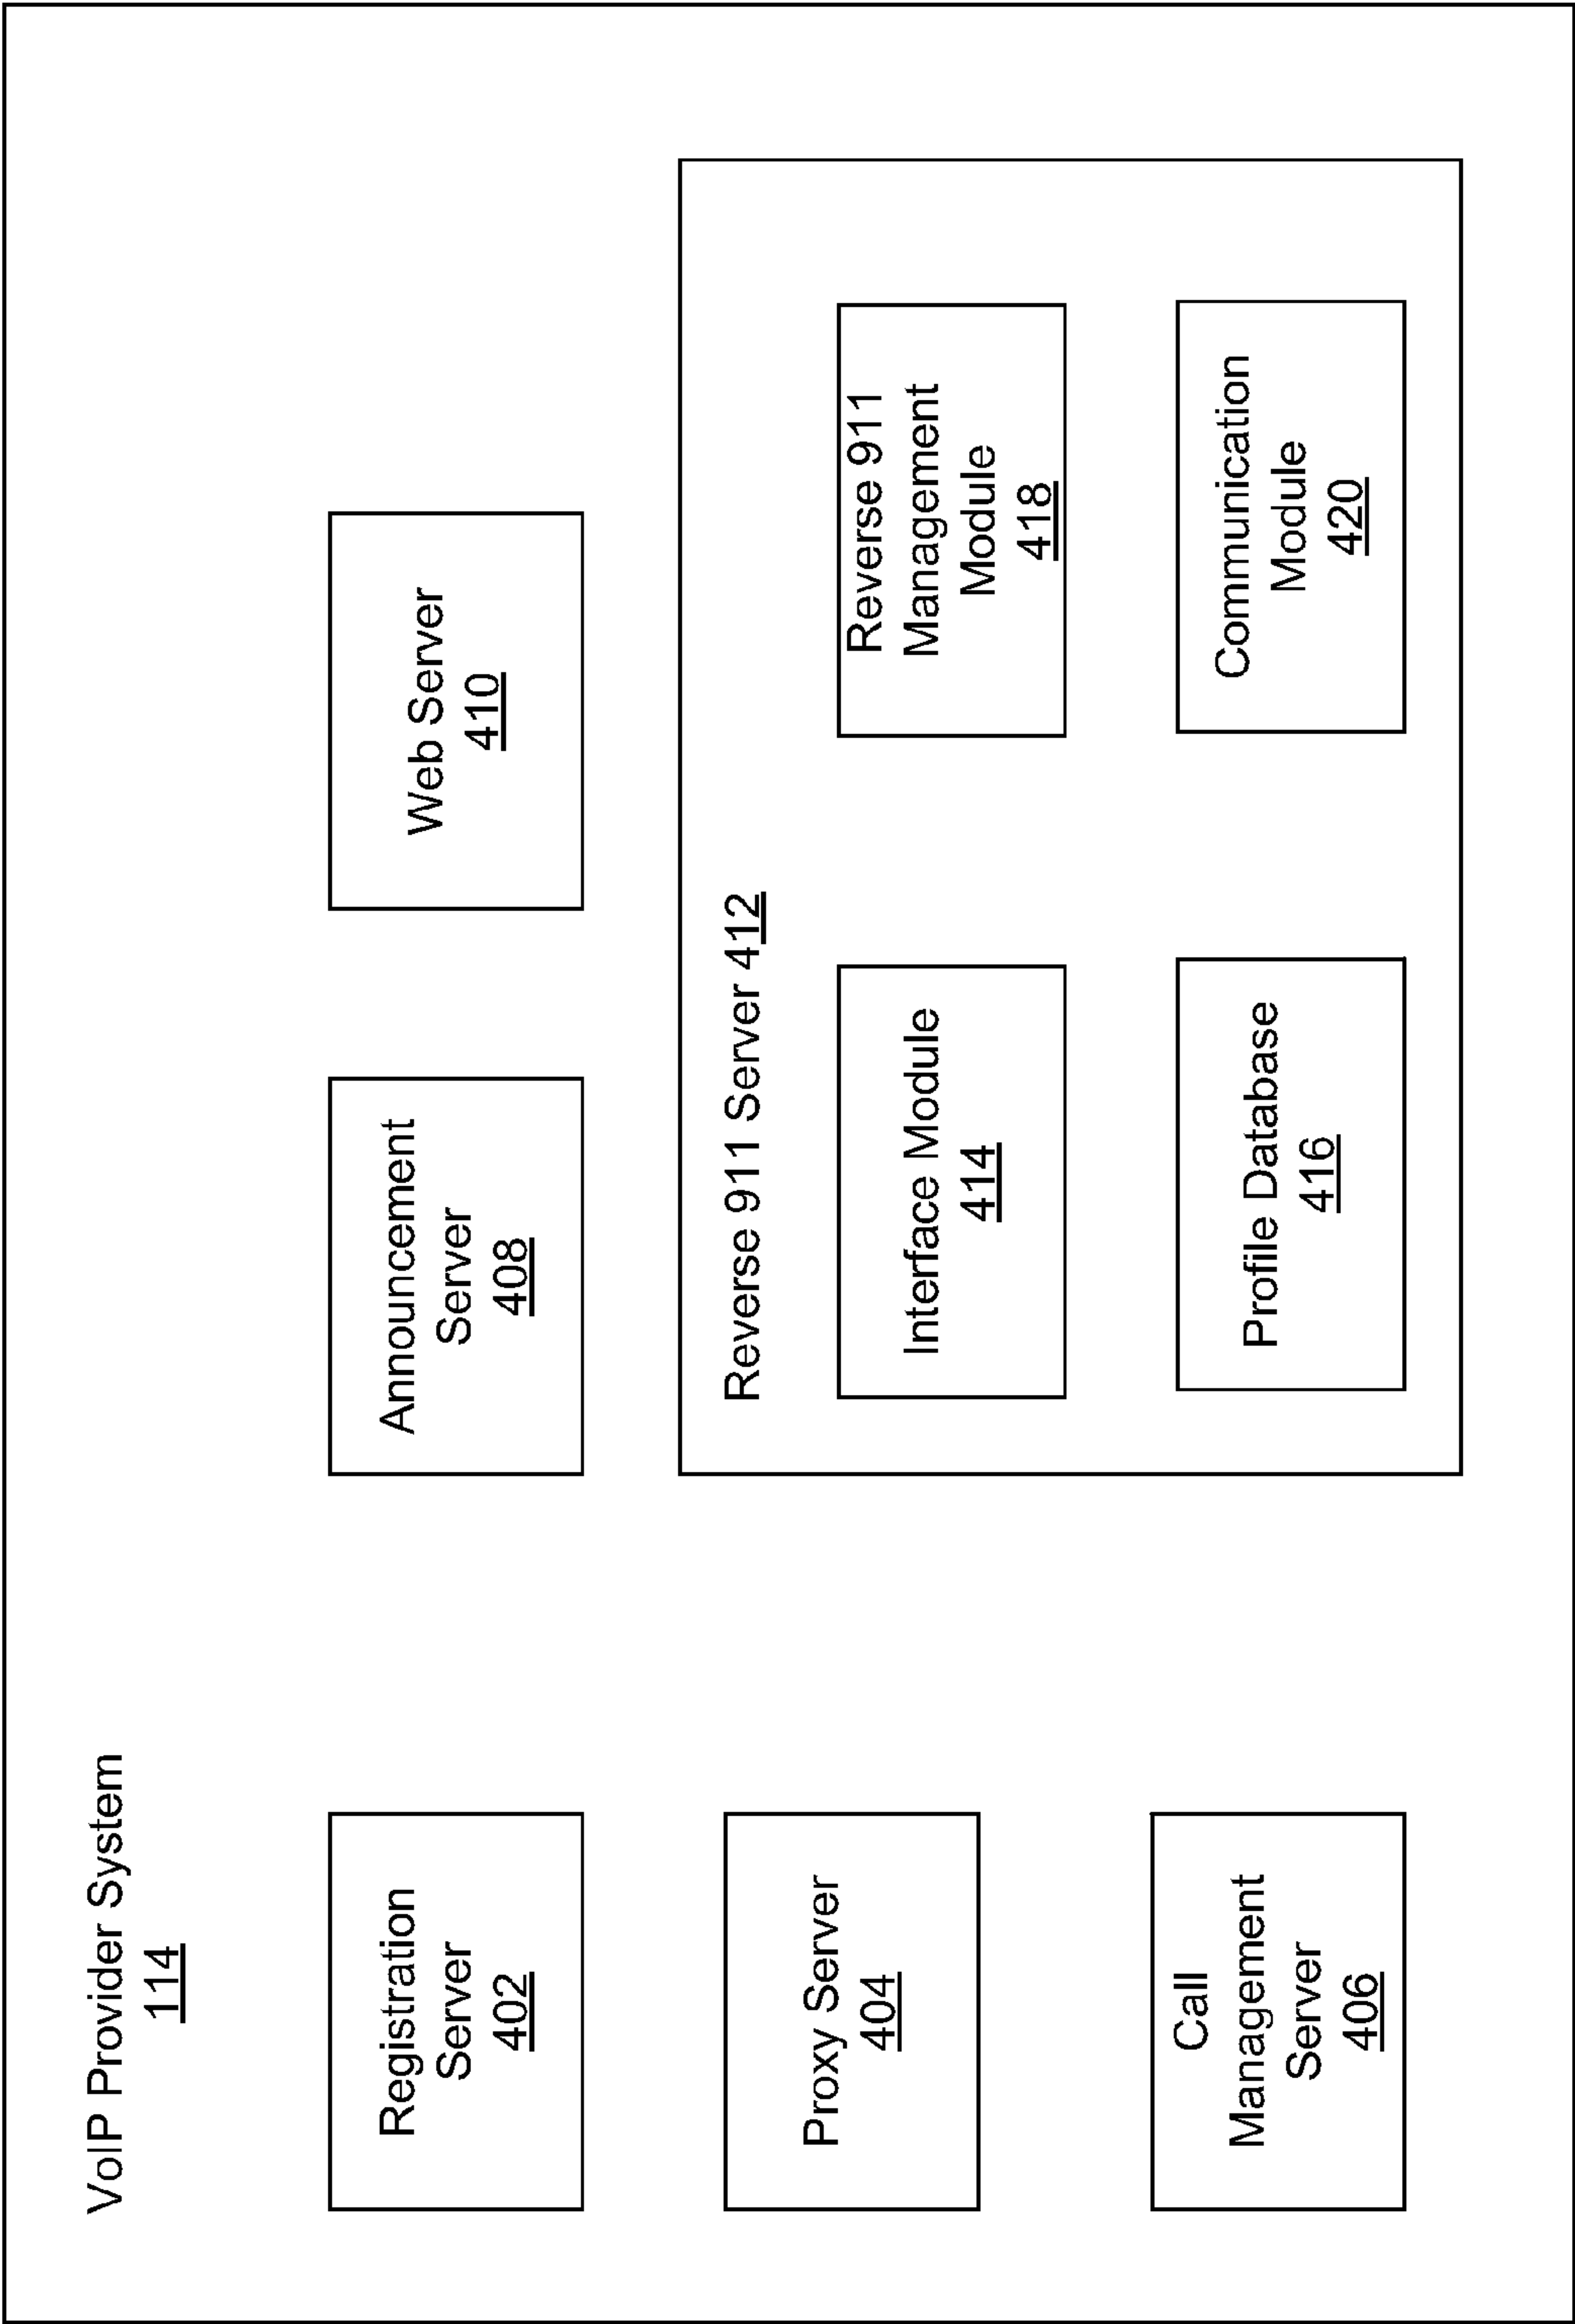 VoIP Provider System
114
Registration
Server
402
Announcement
Server
408
Web Server
410
Proxy Server
404
Call
Management
Server
406
Reverse 911 Server 412
Interface Module
414
Reverse 911
Management
Module
418
Profile Database
416
Communication
Module
420